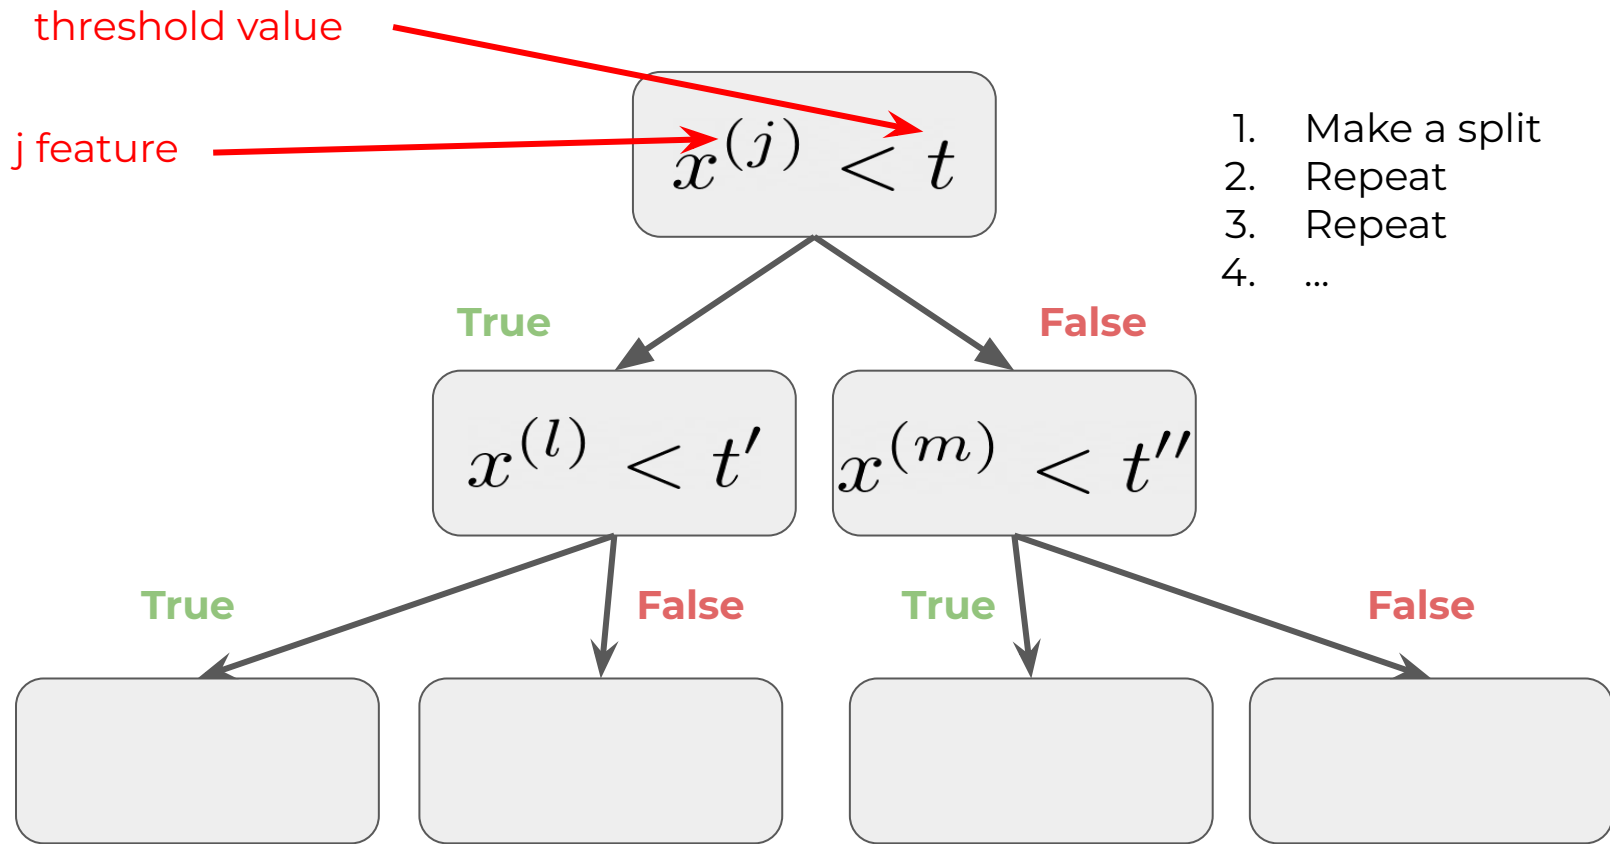 threshold value
j feature
x^(j) < t
1. Make a split
2. Repeat
3. Repeat
4. ...
True
False
x^(l) < t′
x^(m) < t′′
True
False
True
False